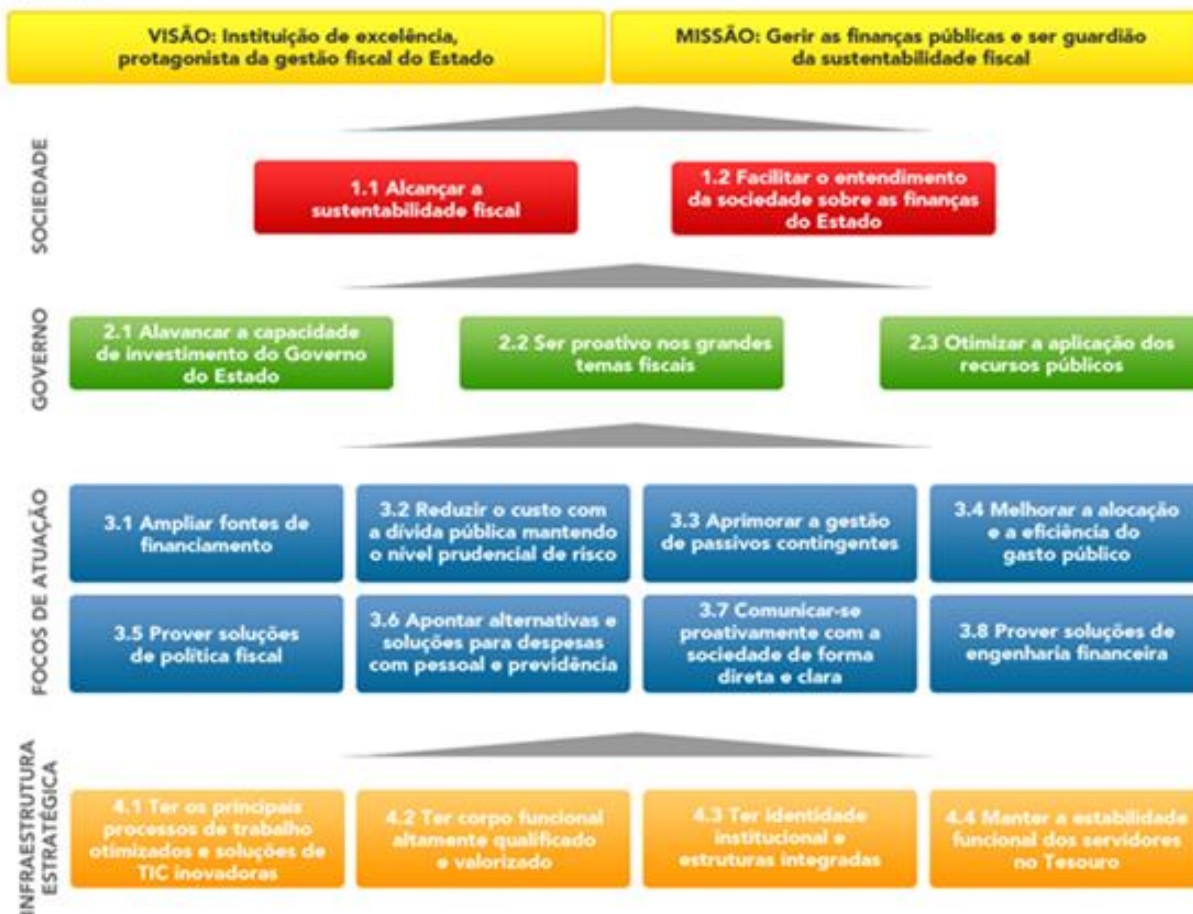 VISÃO: Instituição de excelência,
protagonista da gestão fiscal do Estado
MISSÃO: Gerir as finanças públicas e ser guardião
da sustentabilidade fiscal
SOCIEDADE
1.1 Alcançar a
sustentabilidade fiscal
1.2 Facilitar o entendimento
da sociedade sobre as finanças
do Estado
GOVERNO
2.1 Alavancar a capacidade
de investimento do Governo
do Estado
2.2 Ser proativo nos grandes
temas fiscais
2.3 Otimizar a aplicação dos
recursos públicos
FOCOS DE ATUAÇÃO
3.1 Ampliar fontes de
financiamento
3.2 Reduzir o custo com
a dívida pública mantendo
o nível prudencial de risco
3.3 Aprimorar a gestão
de passivos contingentes
3.4 Melhorar a alocação
e a eficiência do
gasto público
3.5 Prover soluções
de política fiscal
3.6 Apontar alternativas e
soluções para despesas
com pessoal e previdência
3.7 Comunicar-se
proativamente com a
sociedade de forma
direta e clara
3.8 Prover soluções de
engenharia financeira
INFRAESTRUTURA
ESTRATÉGICA
4.1 Ter os principais
processos de trabalho
otimizados e soluções de
TIC inovadoras
4.2 Ter corpo funcional
altamente qualificado
e valorizado
4.3 Ter identidade
institucional e
estruturas integradas
4.4 Manter a estabilidade
funcional dos servidores
no Tesouro